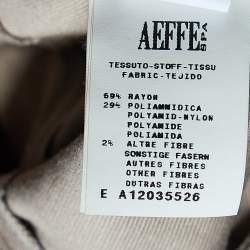 AEFFE SPA
TESSUTO-STOFF-TISSU
FABRIC-TEJIDO
69% RAYON
29% POLIAMMIDICA
POLYAMID-NYLON
POLYAMIDE
POLIAMIDA
2% ALTRE FIBRE
SONSTIGE FASERN
AUTRES FIBRES
OTHER FIBRES
OUTRAS FIBRAS
E A12035526